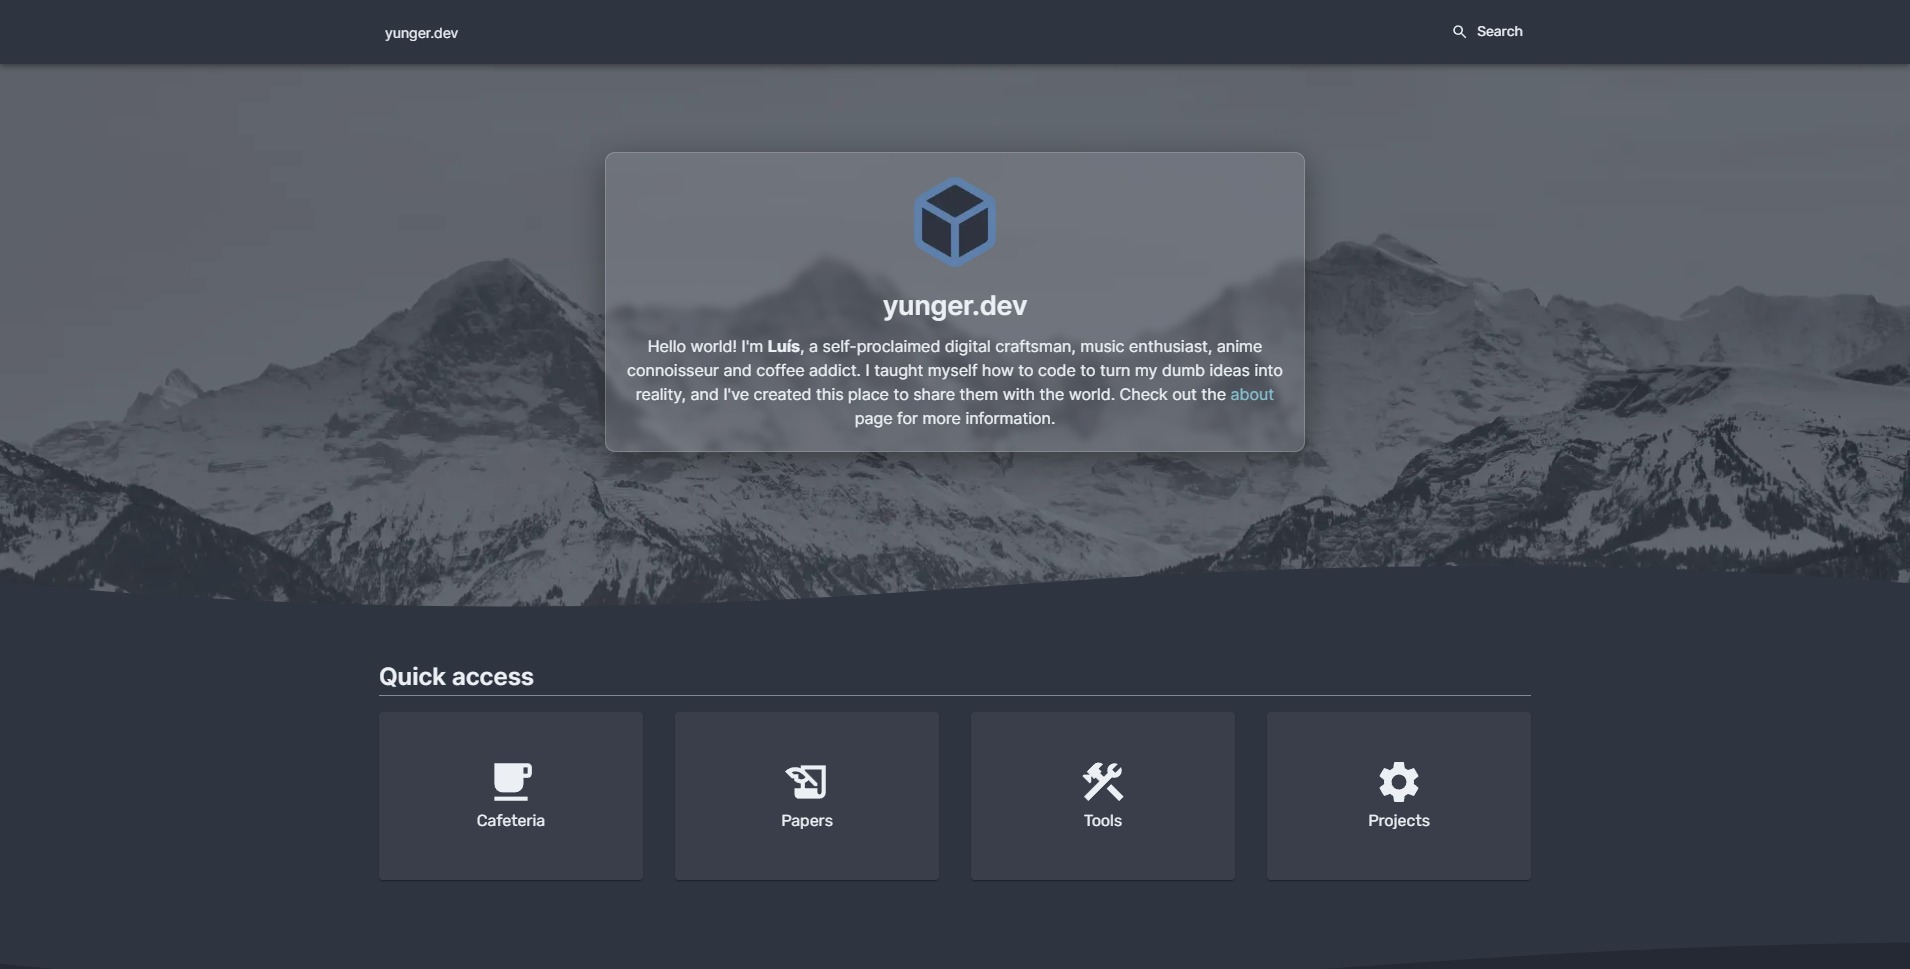 yunger.dev
Search
yunger.dev
Hello world! I'm Luís, a self-proclaimed digital craftsman, music enthusiast, anime
connoisseur and coffee addict. I taught myself how to code to turn my dumb ideas into
reality, and I've created this place to share them with the world. Check out the about
page for more information.
Quick access
Cafeteria
Papers
Tools
Projects